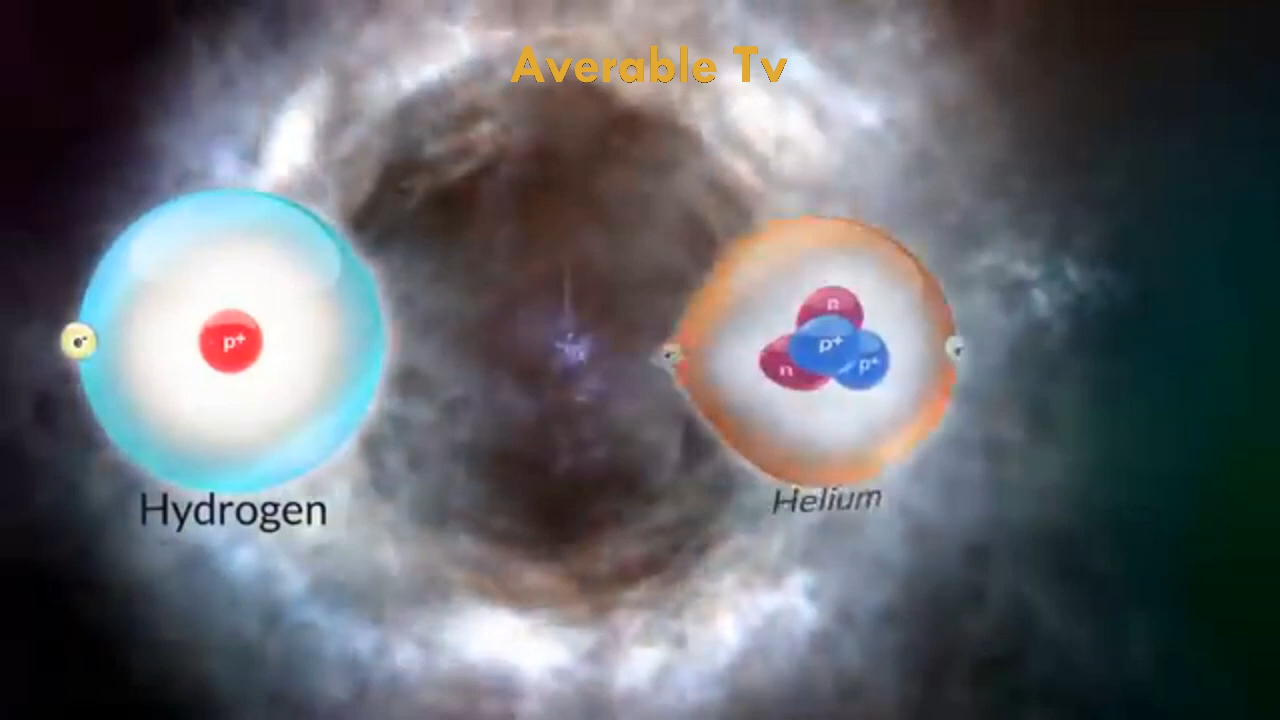 Averable Tv
e⁻
p⁺
n
p⁺
n
p⁺
e⁻
Hydrogen
Helium